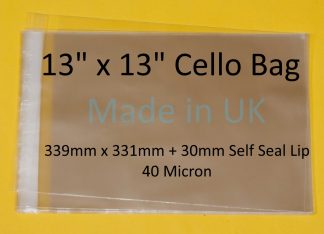 13" x 13" Cello Bag
Made in UK
339mm x 331mm + 30mm Self Seal Lip
40 Micron